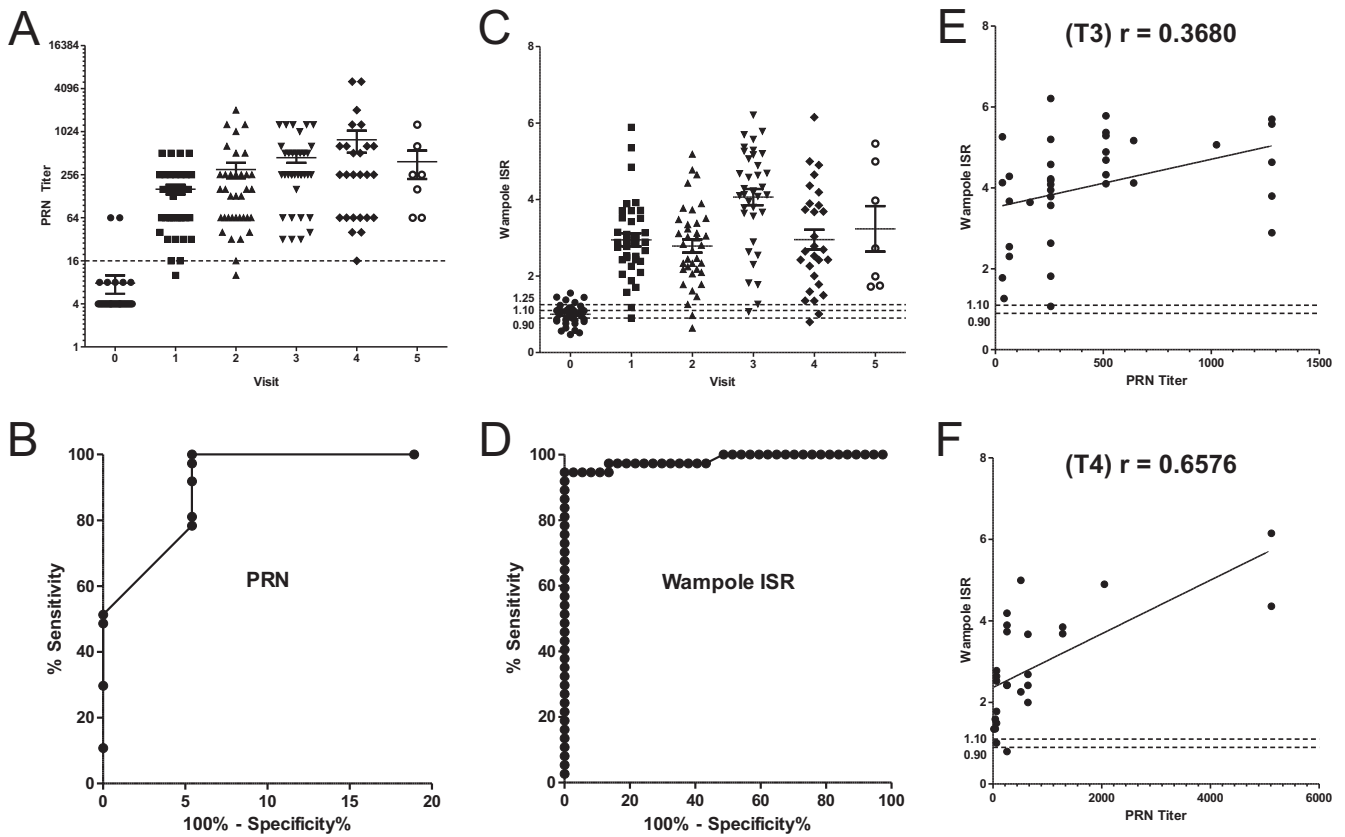 A
PRN Titer
16384
4096
1024
256
64
16
4
1
0 1 2 3 4 5
Visit
C
Wampole ISR
8
6
4
2
1.25
1.10
0.90
0
0 1 2 3 4 5
Visit
E
(T3) r = 0.3680
Wampole ISR
8
6
4
2
1.10
0.90
0
0 500 1000 1500
PRN Titer
B
% Sensitivity
100
80
60
40
20
0
PRN
0 5 10 15 20
100% - Specificity%
D
% Sensitivity
100
80
60
40
20
0
Wampole ISR
0 20 40 60 80 100
100% - Specificity%
F
(T4) r = 0.6576
Wampole ISR
8
6
4
2
1.10
0.90
0
0 2000 4000 6000
PRN Titer